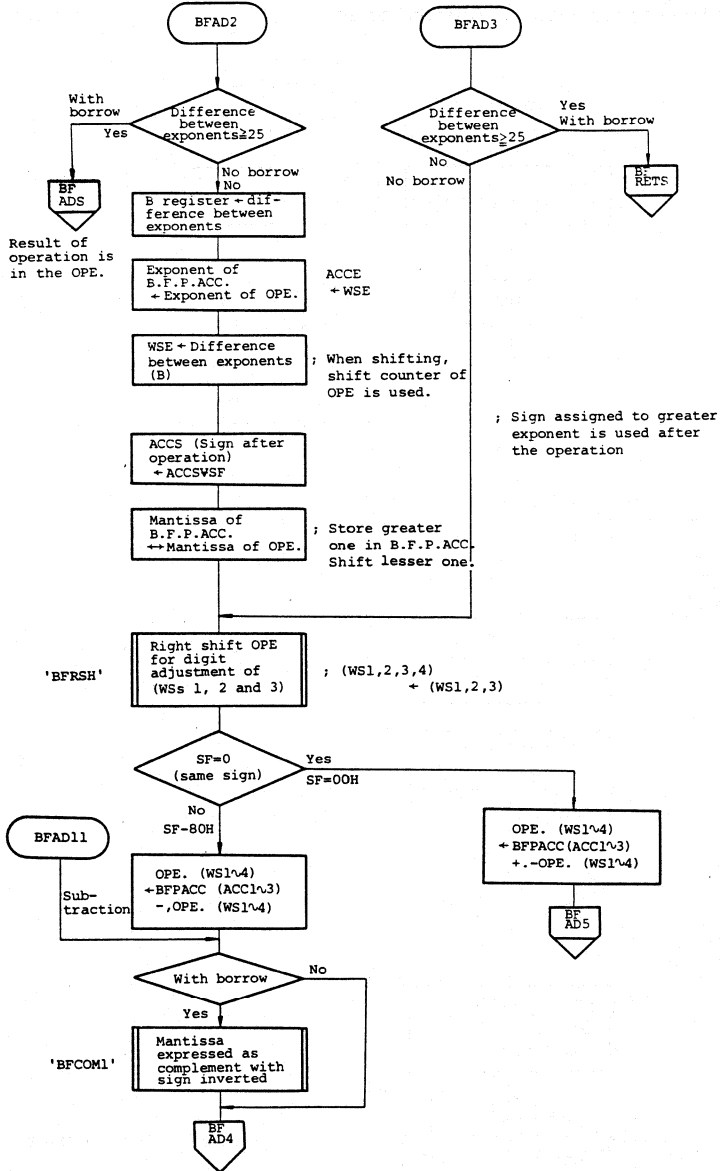 BFAD2
With
borrow
Yes
Difference
between
exponents≧25
No borrow
No
BF
ADS
Result of
operation is
in the OPE.
B register ← dif-
ference between
exponents
Exponent of
B.F.P.ACC.
← Exponent of OPE.
ACCE
← WSE
WSE ← Difference
between exponents
(B)
; When shifting,
shift counter of
OPE is used.
ACCS (Sign after
operation)
← ACCS∀SF
Mantissa of
B.F.P.ACC.
↔ Mantissa of OPE.
; Store greater
one in B.F.P.ACC.
Shift lesser one.
BFAD3
Difference
between
exponents≧25
Yes
With borrow
No
No borrow
BF
RETS
; Sign assigned to greater
exponent is used after
the operation
'BFRSH'
Right shift OPE
for digit
adjustment of
(WSs 1, 2 and 3)
; (WS1,2,3,4)
← (WS1,2,3)
SF=0
(same sign)
Yes
SF=00H
No
SF-80H
OPE. (WS1∿4)
←BFPACC(ACC1∿3)
+.-OPE. (WS1∿4)
BF
AD5
BFAD11
Sub-
traction
OPE. (WS1∿4)
←BFPACC (ACC1∿3)
-,OPE. (WS1∿4)
With borrow
No
Yes
'BFCOM1'
Mantissa
expressed as
complement with
sign inverted
BF
AD4